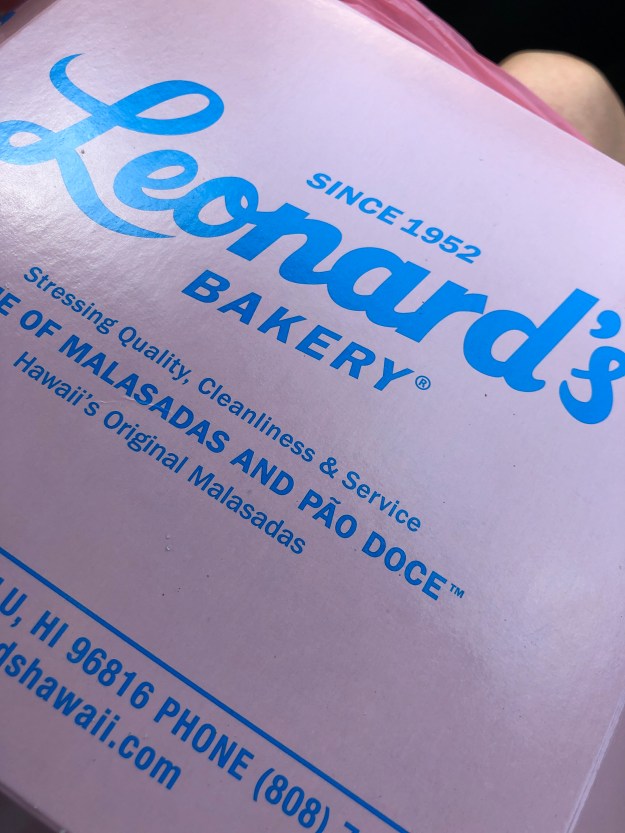 Leonard's
SINCE 1952
BAKERY®
Stressing Quality, Cleanliness & Service
E OF MALASADAS AND PÃO DOCE™
Hawaii's Original Malasadas
U, HI 96816 PHONE (808)
dshawaii.com